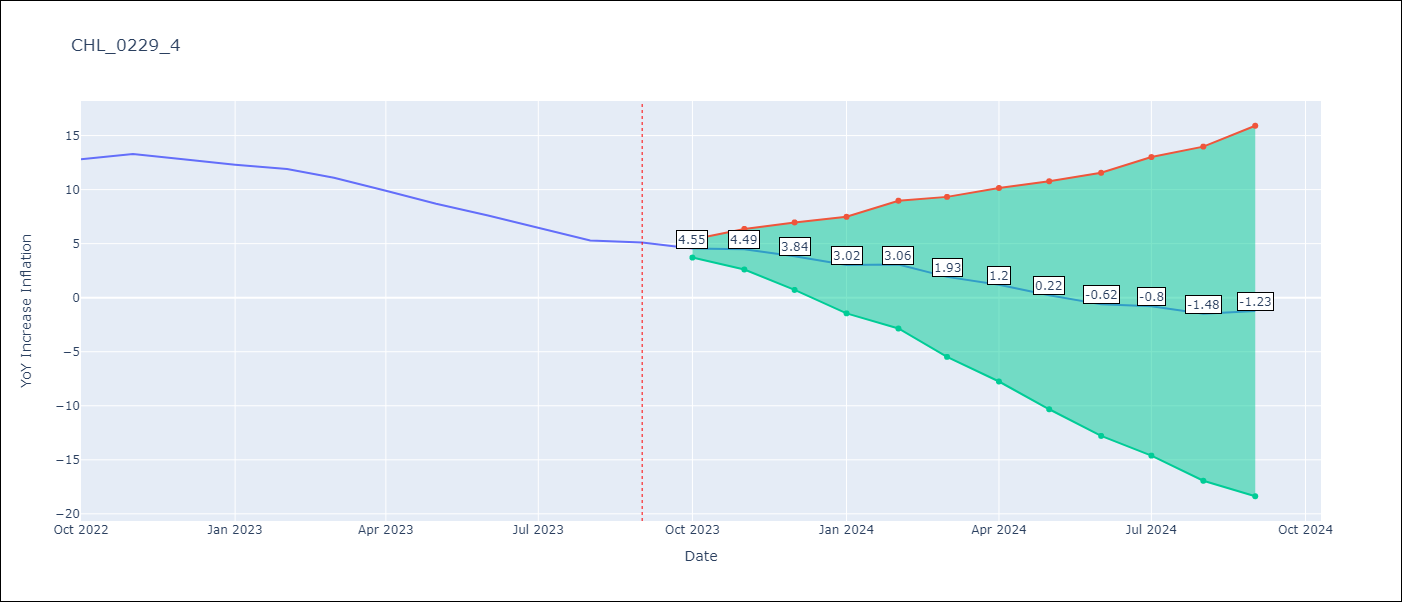 CHL_0229_4
YoY Increase Inflation
15
10
5
0
−5
−10
−15
−20
4.55
4.49
3.84
3.02
3.06
1.93
1.2
0.22
-0.62
-0.8
-1.48
-1.23
Oct 2022
Jan 2023
Apr 2023
Jul 2023
Oct 2023
Jan 2024
Apr 2024
Jul 2024
Oct 2024
Date